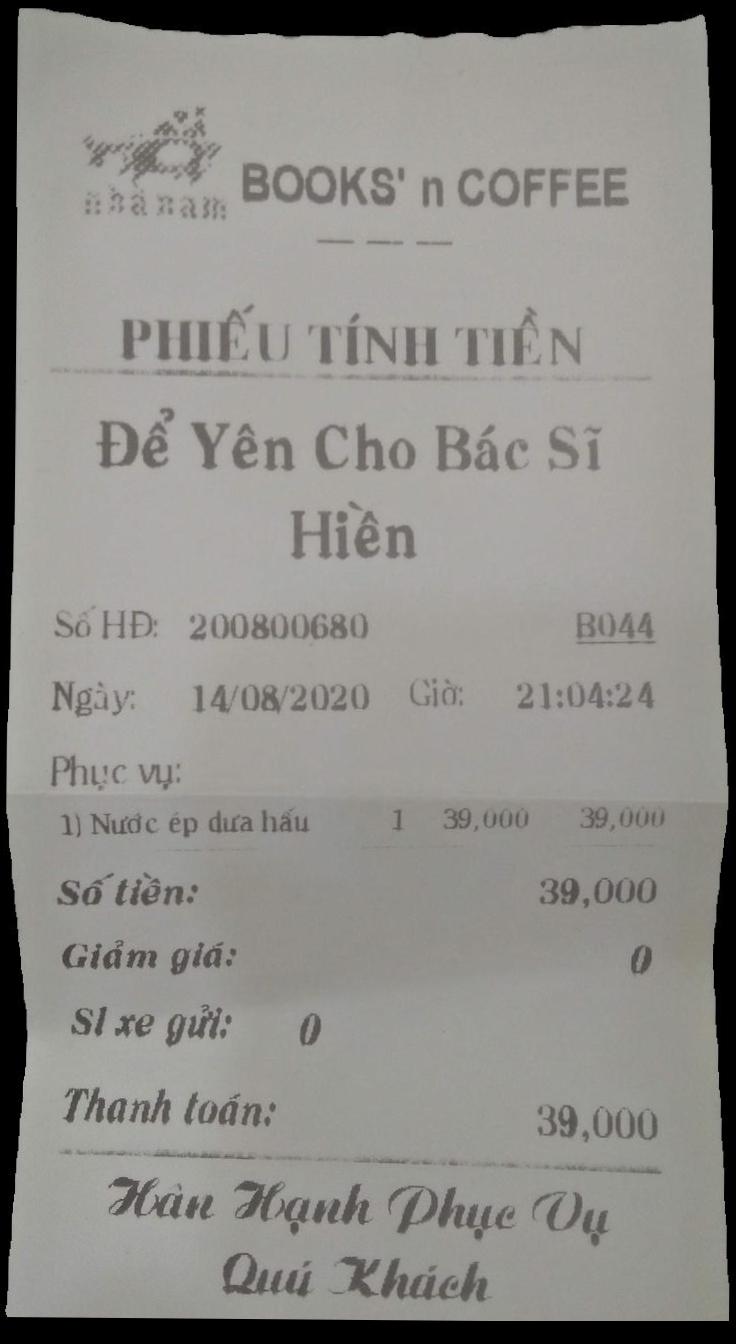 nhã nam BOOKS' n COFFEE
PHIẾU TÍNH TIỀN
Để Yên Cho Bác Sĩ
Hiền
Số HĐ: 200800680 B044
Ngày: 14/08/2020 Giờ: 21:04:24
Phục vụ:
1) Nước ép dưa hấu 1 39,000 39,000
Số tiền: 39,000
Giảm giá: 0
Sl xe gửi: 0
Thanh toán: 39,000
Hân Hạnh Phục Vụ
Quú Khách